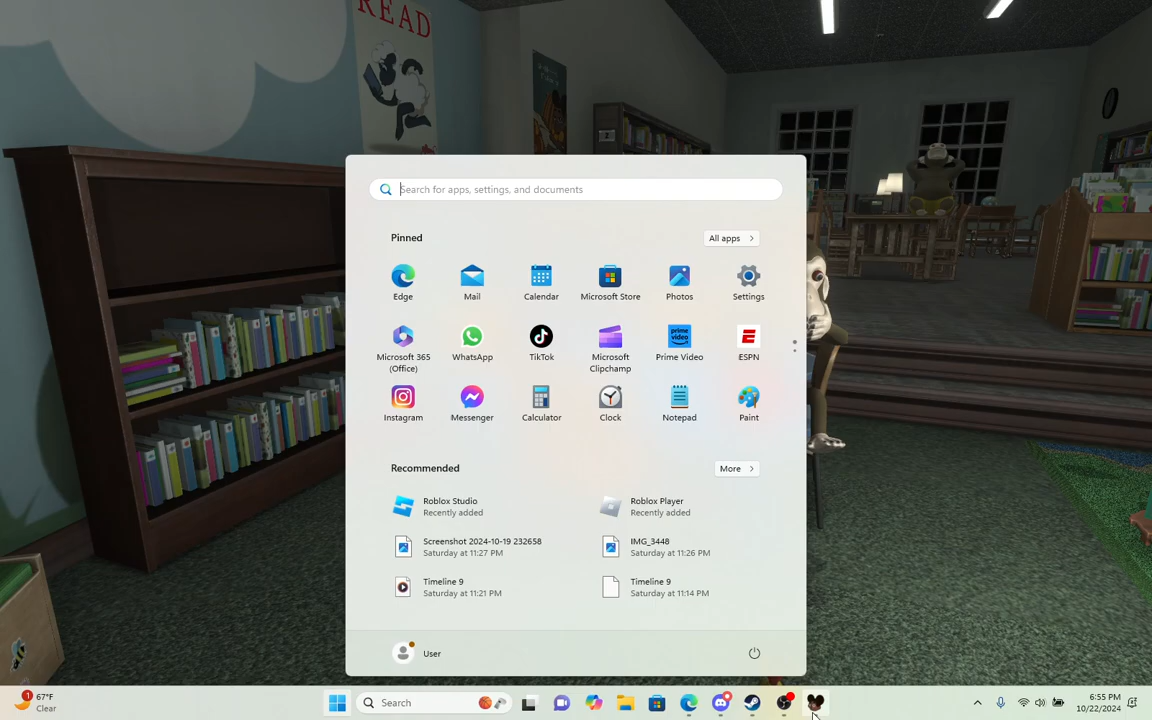 READ
Search for apps, settings, and documents
Pinned
All apps
Edge
Mail
Calendar
Microsoft Store
Photos
Settings
Microsoft 365
(Office)
WhatsApp
TikTok
Microsoft
Clipchamp
Prime Video
ESPN
Instagram
Messenger
Calculator
Clock
Notepad
Paint
Recommended
More
Roblox Studio
Recently added
Roblox Player
Recently added
Screenshot 2024-10-19 232658
Saturday at 11:27 PM
IMG_3448
Saturday at 11:26 PM
Timeline 9
Saturday at 11:21 PM
Timeline 9
Saturday at 11:14 PM
User
1
67°F
Clear
Search
6:55 PM
10/22/2024